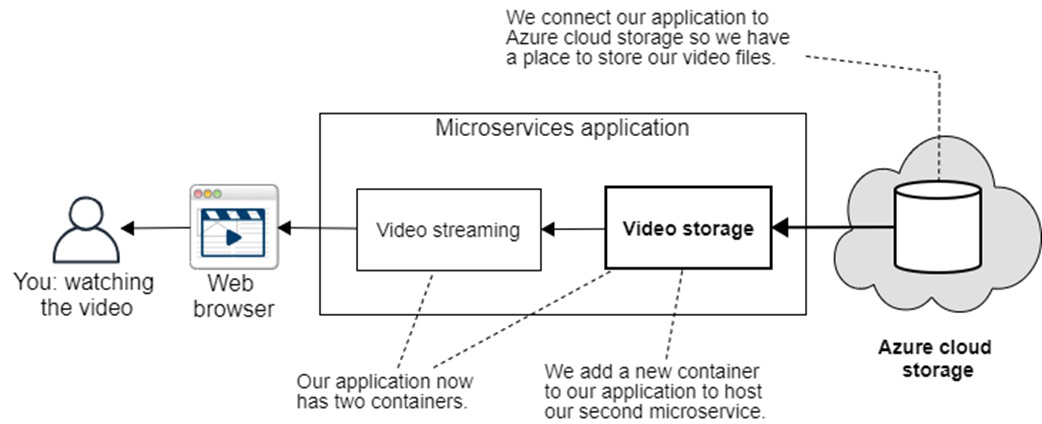 We connect our application to
Azure cloud storage so we have
a place to store our video files.
Microservices application
Video streaming
Video storage
You: watching
the video
Web
browser
Azure cloud
storage
Our application now
has two containers.
We add a new container
to our application to host
our second microservice.